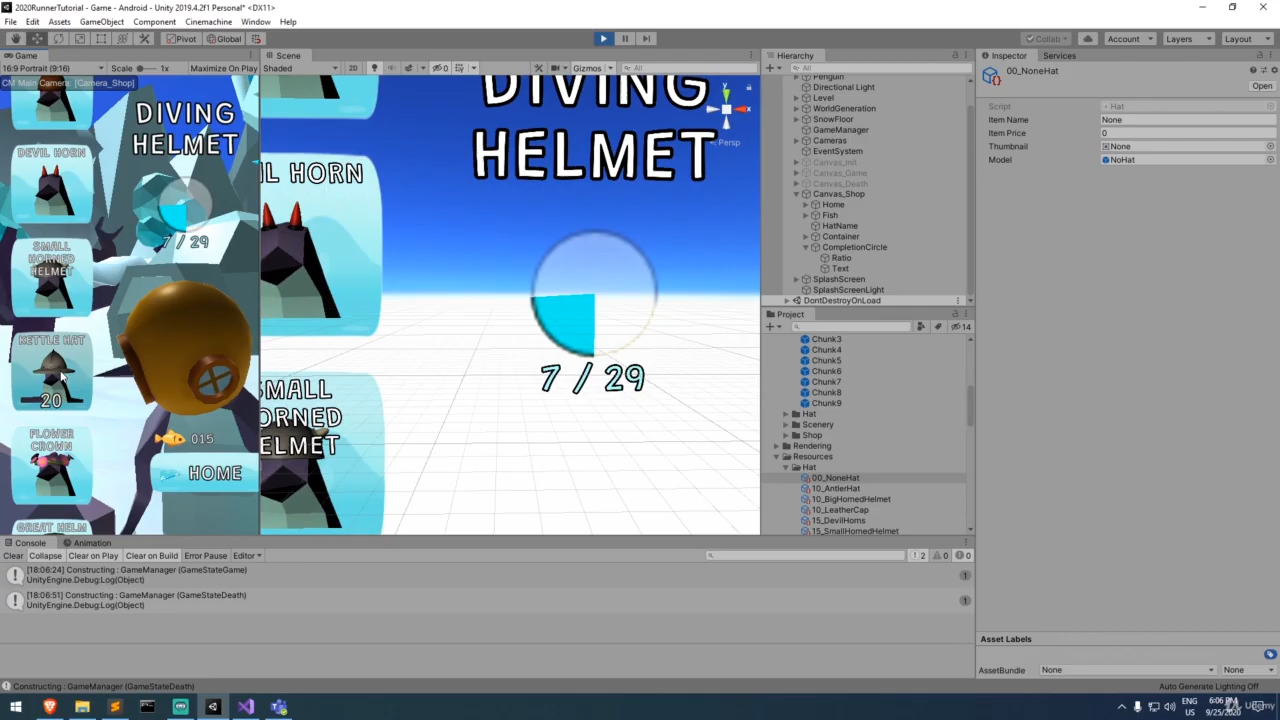 2020RunnerTutorial - Game - Android - Unity 2019.4.2f1 Personal* <DX11>
File Edit Assets GameObject Component Cinemachine Window Help
Pivot Global Collab Account Layers Layout
Game Scene Hierarchy Inspector Services
16:9 Portrait (9:16) Scale 1x Maximize On Play Shaded 2D 0 Gizmos All All
CM Main Camera: [Camera_Shop]
DEVIL HORN
SMALL
HORNED
HELMET
KETTLE HAT
20
FLOWER
CROWN
GREAT HELM
DIVING
HELMET
7 / 29
015
HOME
DIVING
HELMET
IL HORN
SMALL
ORNED
ELMET
7 / 29
y
x
Persp
Penguin
Directional Light
Level
WorldGeneration
SnowFloor
GameManager
Cameras
EventSystem
Canvas_Init
Canvas_Game
Canvas_Death
Canvas_Shop
Home
Fish
HatName
Container
CompletionCircle
Ratio
Text
SplashScreen
SplashScreenLight
DontDestroyOnLoad
Project
14
Chunk3
Chunk4
Chunk5
Chunk6
Chunk7
Chunk8
Chunk9
Hat
Scenery
Shop
Rendering
Resources
Hat
00_NoneHat
10_AntlerHat
10_BigHornedHelmet
10_LeatherCap
15_DevilHorns
15_SmallHornedHelmet
00_NoneHat
Open
Script Hat
Item Name None
Item Price 0
Thumbnail None
Model NoHat
Asset Labels
AssetBundle None None
Auto Generate Lighting Off
Console Animation
Clear Collapse Clear on Play Clear on Build Error Pause Editor 2 0 0
[18:06:24] Constructing : GameManager (GameStateGame)
UnityEngine.Debug:Log(Object)
1
[18:06:51] Constructing : GameManager (GameStateDeath)
UnityEngine.Debug:Log(Object)
1
Constructing : GameManager (GameStateDeath)
ENG
US
6:06 PM
9/25/2020
Udemy